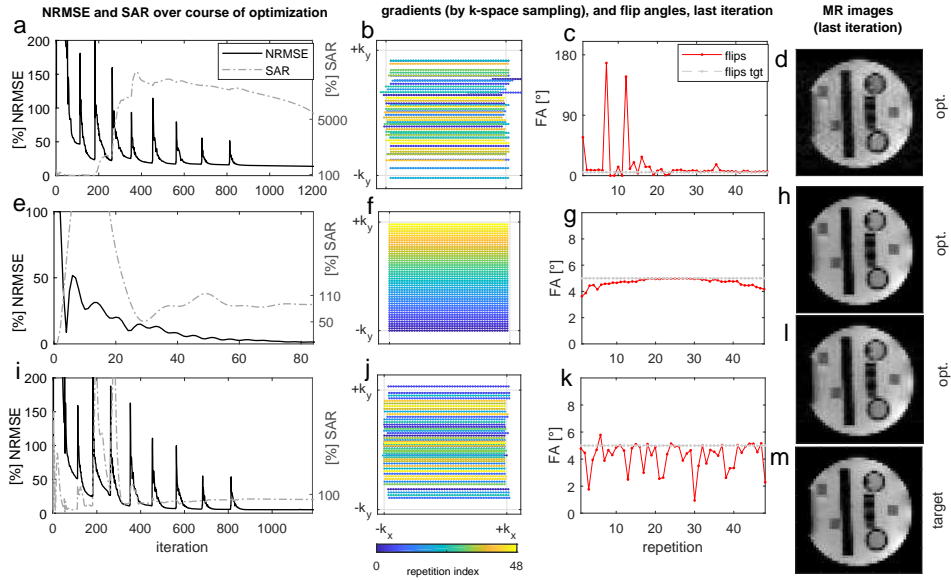 NRMSE and SAR over course of optimization
gradients (by k-space sampling), and flip angles, last iteration
MR images
(last iteration)
a
[%] NRMSE
200
150
100
50
0
NRMSE
SAR
0 200 400 600 800 1000 1200
5000
100
[%] SAR
b
+ky
-ky
c
FA [°]
180
90
0
flips
flips tgt
10 20 30 40
d
opt.
e
[%] NRMSE
100
50
0
0 20 40 60 80
110
50
[%] SAR
f
+ky
-ky
g
FA [°]
8
6
4
2
0
10 20 30 40
h
opt.
i
[%] NRMSE
200
150
100
50
0
0 200 400 600 800 1000
iteration
100
[%] SAR
j
+ky
-ky
-kx +kx
0 48
repetition index
k
FA [°]
8
6
4
2
0
10 20 30 40
repetition
l
opt.
m
target